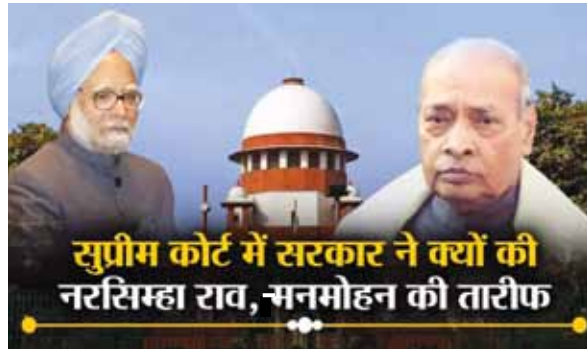 सुप्रीम कोर्ट में सरकार ने क्यों की
नरसिम्हा राव, मनमोहन की तारीफ